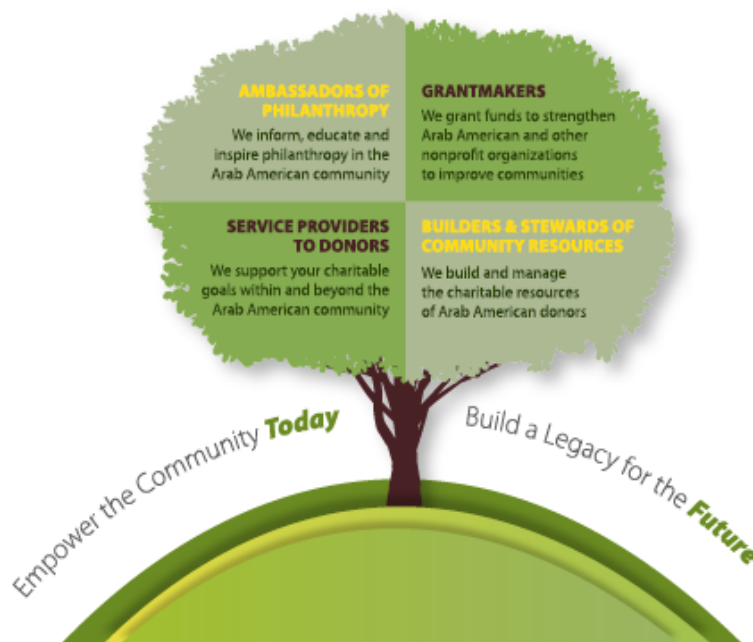 AMBASSADORS OF
PHILANTHROPY
We inform, educate and
inspire philanthropy in the
Arab American community
GRANTMAKERS
We grant funds to strengthen
Arab American and other
nonprofit organizations
to improve communities
SERVICE PROVIDERS
TO DONORS
We support your charitable
goals within and beyond the
Arab American community
BUILDERS & STEWARDS OF
COMMUNITY RESOURCES
We build and manage
the charitable resources
of Arab American donors
Empower the Community Today
Build a Legacy for the Future